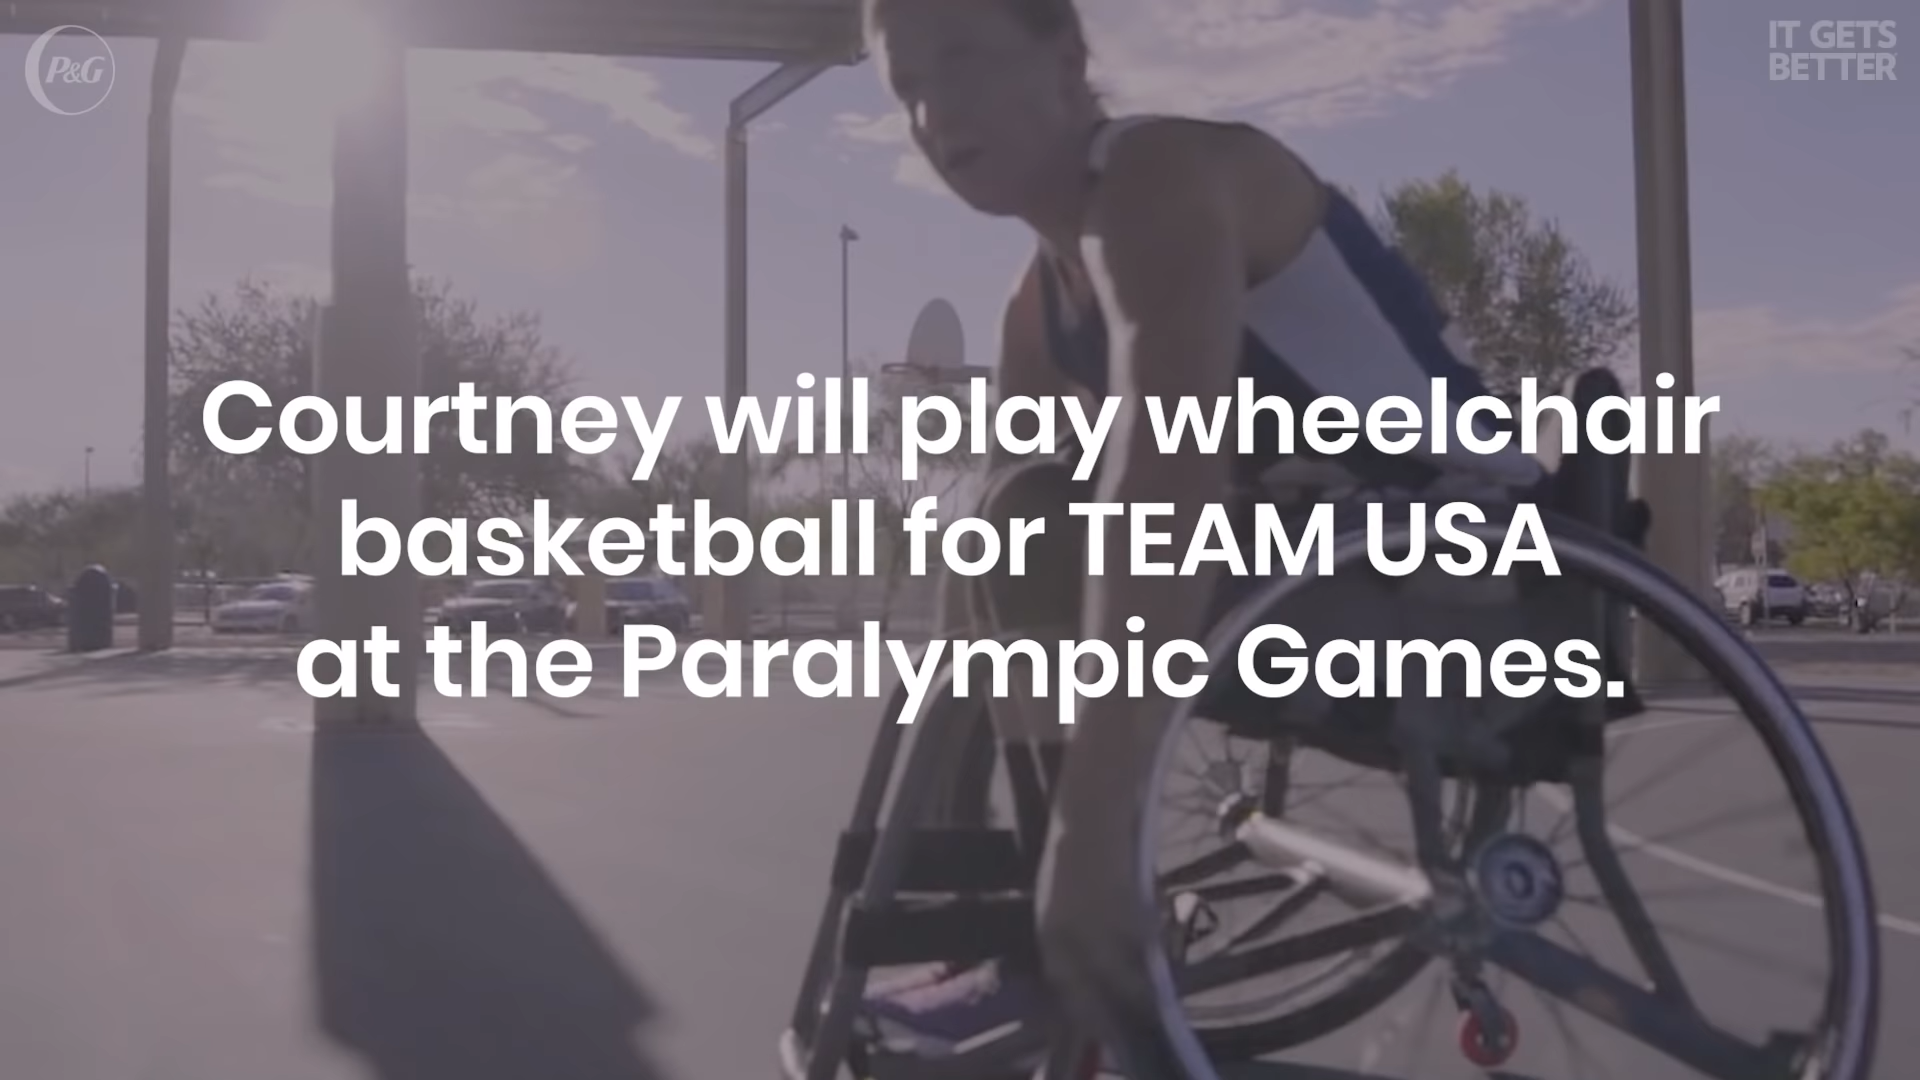 P&G
IT GETS
BETTER
Courtney will play wheelchair
basketball for TEAM USA
at the Paralympic Games.